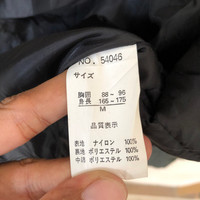 NO. 54046
サイズ
胸囲 88 ~ 96
身長 165 ~ 175
M
品質表示
表地 ナイロン 100%
裏地 ポリエステル 100%
中店 ポリエステル 100%